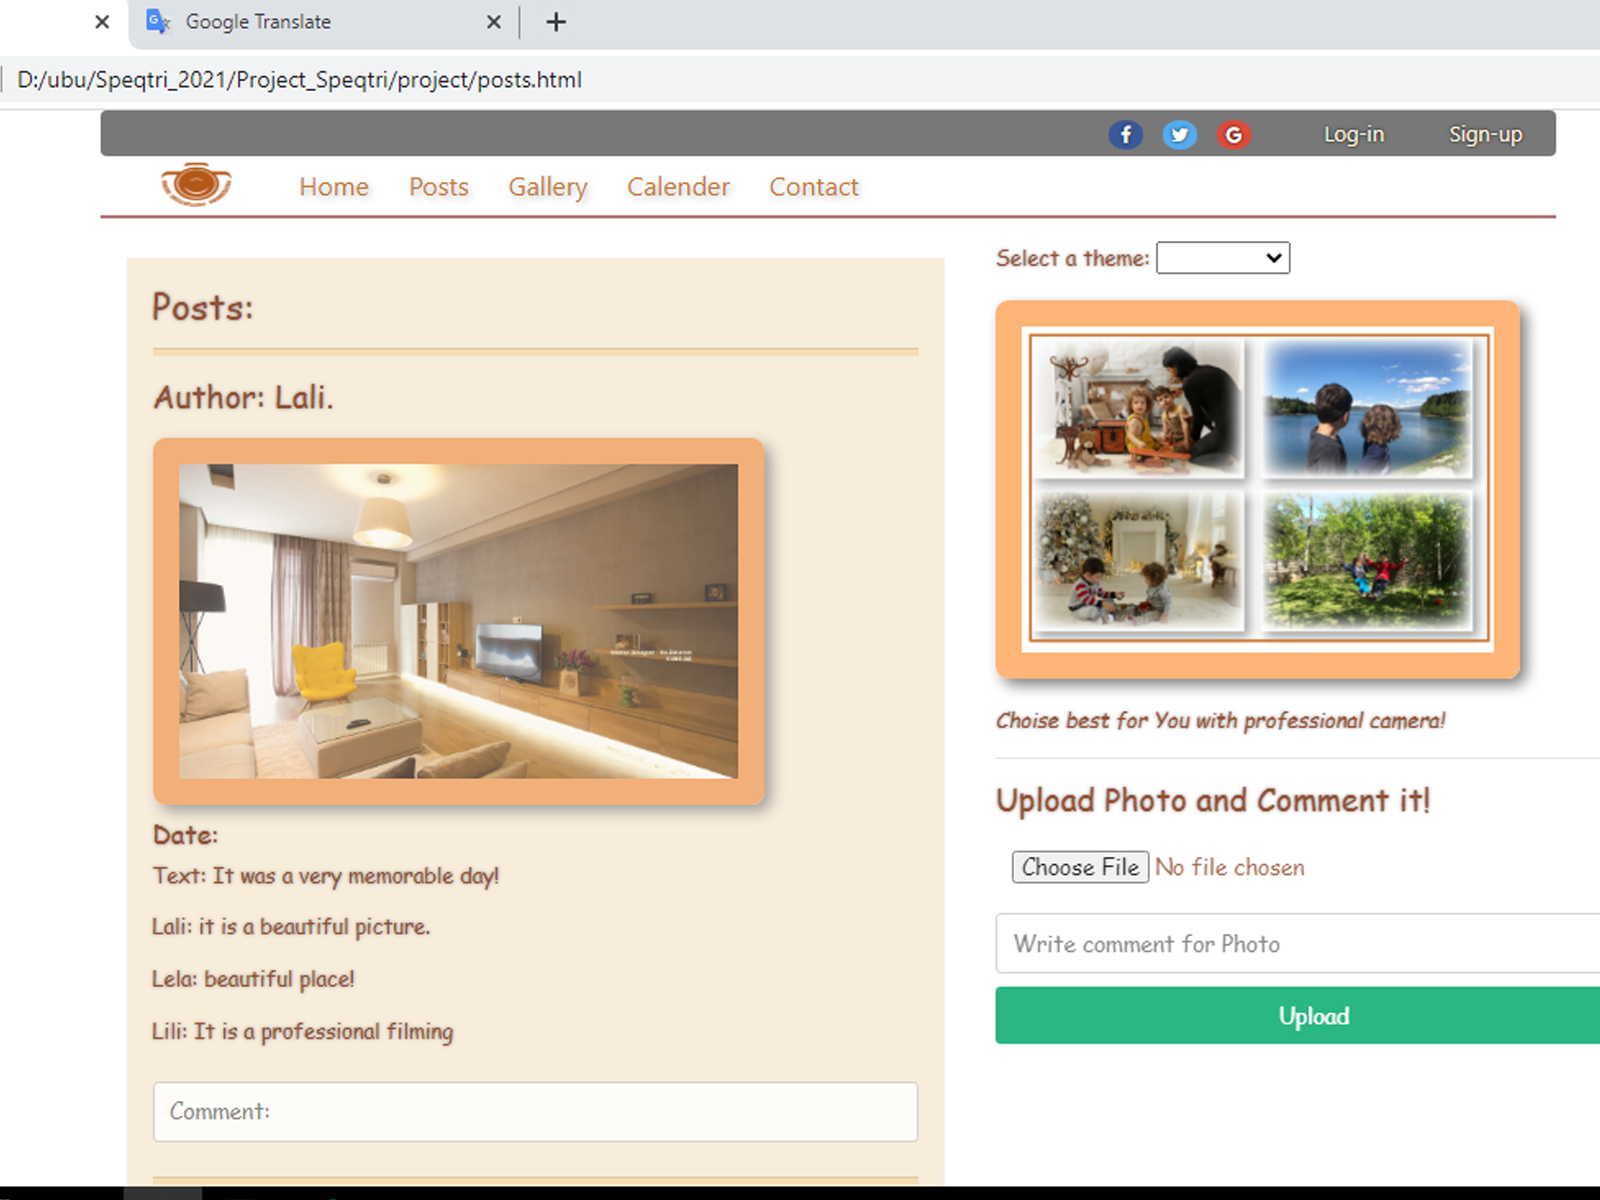 Google Translate
D:/ubu/Speqtri_2021/Project_Speqtri/project/posts.html
Log-in
Sign-up
Home
Posts
Gallery
Calender
Contact
Select a theme:
Posts:
Author: Lali.
Date:
Text: It was a very memorable day!
Lali: it is a beautiful picture.
Lela: beautiful place!
Lili: It is a professional filming
Comment:
Choise best for You with professional camera!
Upload Photo and Comment it!
Choose File No file chosen
Write comment for Photo
Upload